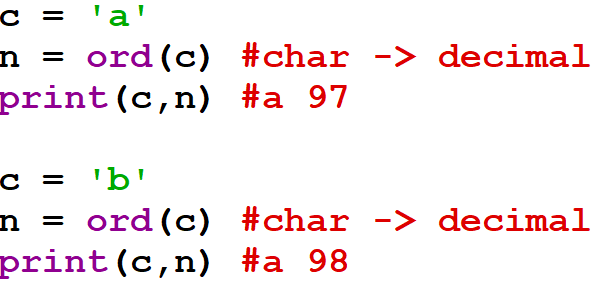 c = 'a'
n = ord(c) #char -> decimal
print(c,n) #a 97
c = 'b'
n = ord(c) #char -> decimal
print(c,n) #a 98